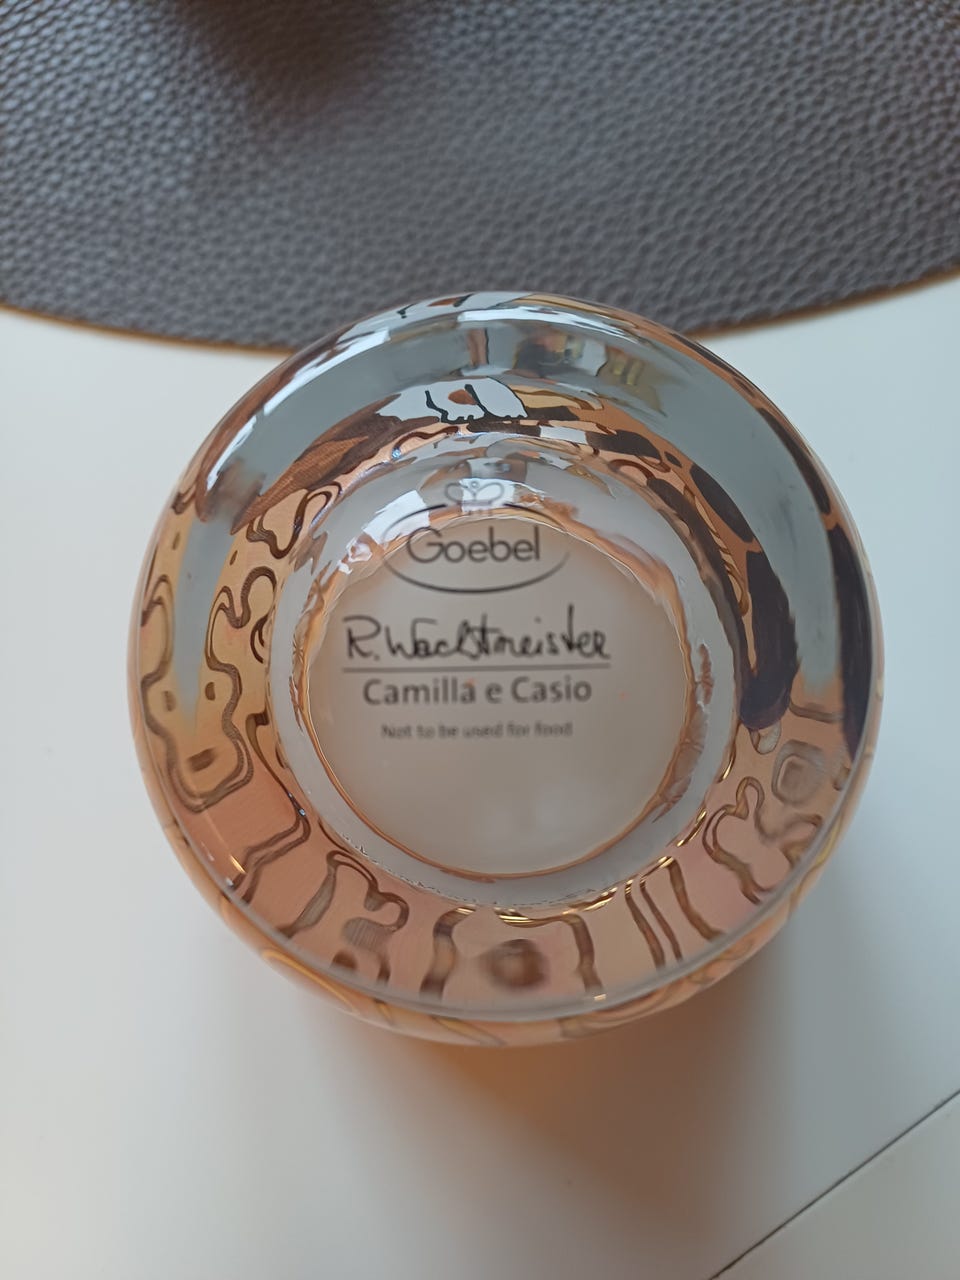 Goebel
R. Wachtmeister
Camilla e Casio
Not to be used for food